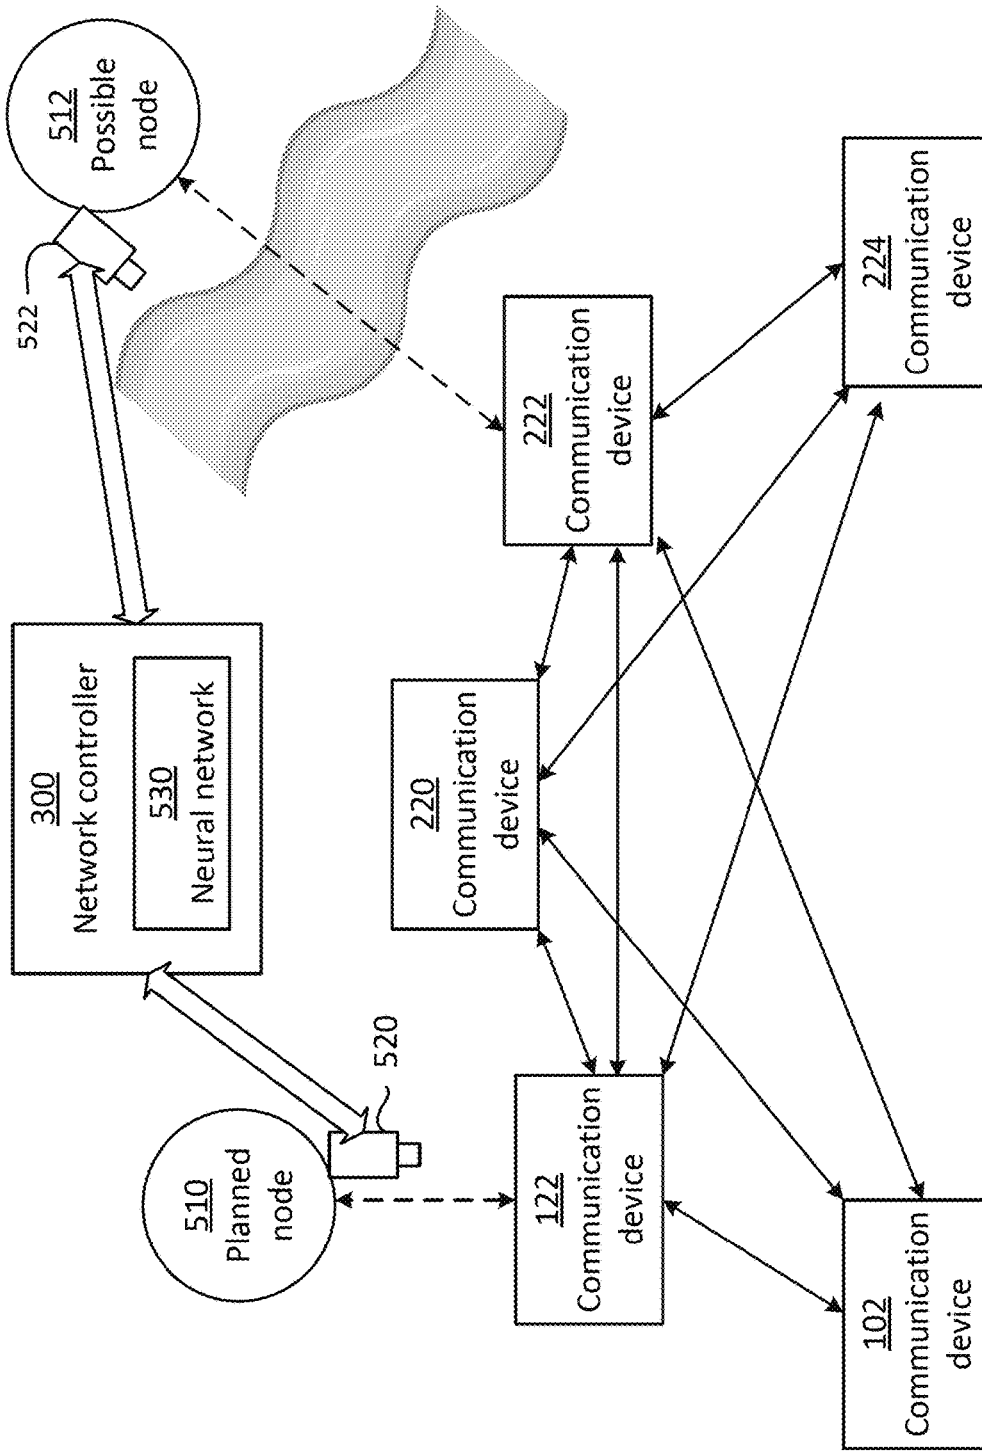 300
Network controller
530
Neural network
510
Planned
node
520
522
512
Possible
node
220
Communication
device
122
Communication
device
222
Communication
device
102
Communication
device
224
Communication
device